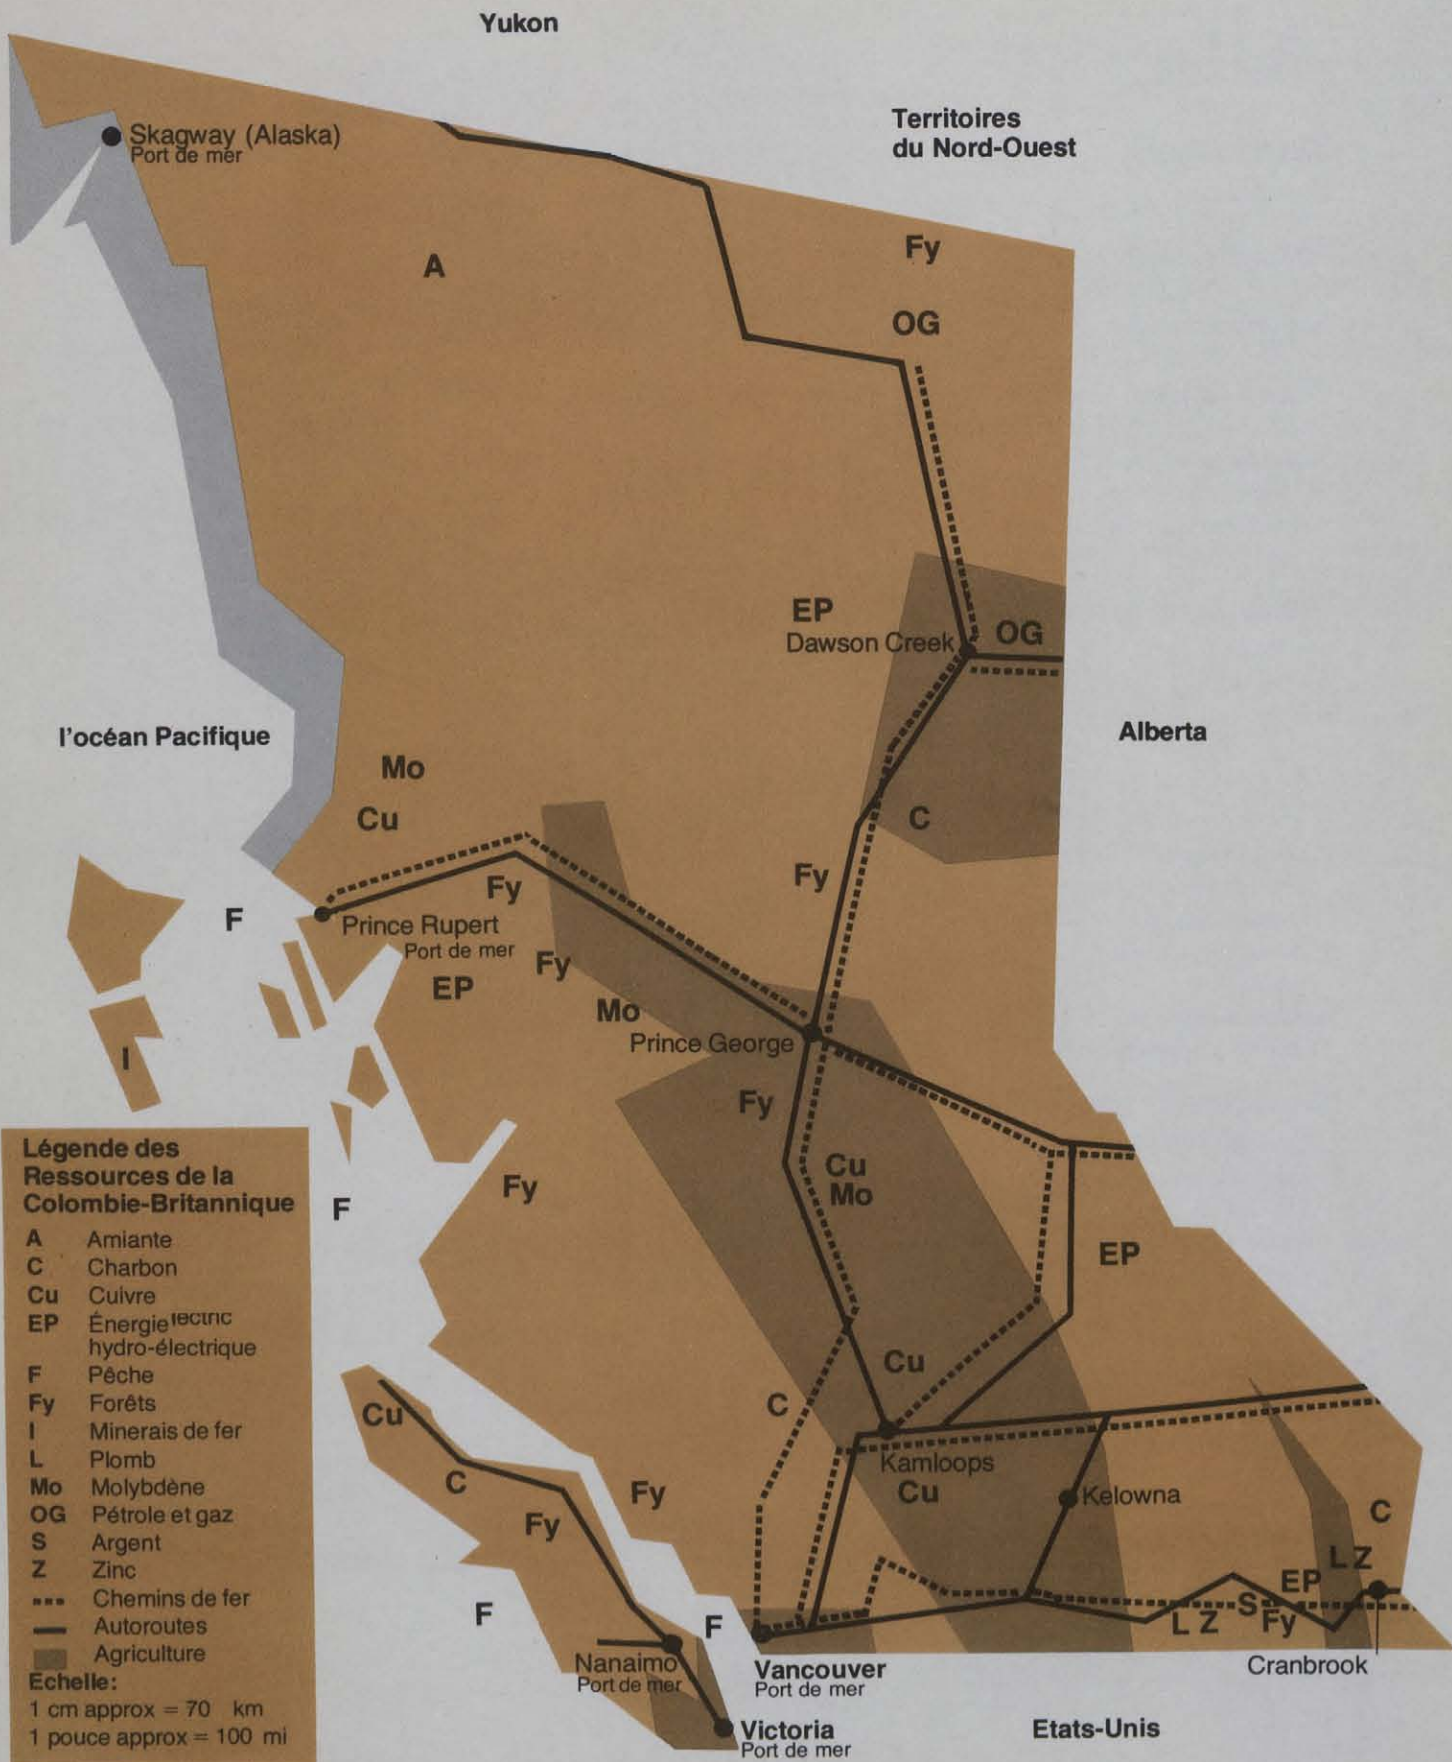 Yukon
Territoires
du Nord-Ouest
Skagway (Alaska)
Port de mer
A
Fy
OG
EP
Dawson Creek
OG
l'océan Pacifique
Alberta
Mo
Cu
C
Fy
Fy
F
Prince Rupert
Port de mer
Fy
EP
Mo
Prince George
I
Fy
Cu
Mo
Fy
F
EP
Cu
C
Cu
C
Fy
Fy
Kamloops
Cu
Kelowna
C
L Z
EP
S
L Z
Fy
F
F
Nanaimo
Port de mer
Vancouver
Port de mer
Cranbrook
Victoria
Port de mer
Etats-Unis
Légende des
Ressources de la
Colombie-Britannique
A Amiante
C Charbon
Cu Cuivre
EP Énergie lectric
hydro-électrique
F Pêche
Fy Forêts
I Minerais de fer
L Plomb
Mo Molybdène
OG Pétrole et gaz
S Argent
Z Zinc
Chemins de fer
Autoroutes
Agriculture
Echelle:
1 cm approx = 70 km
1 pouce approx = 100 mi